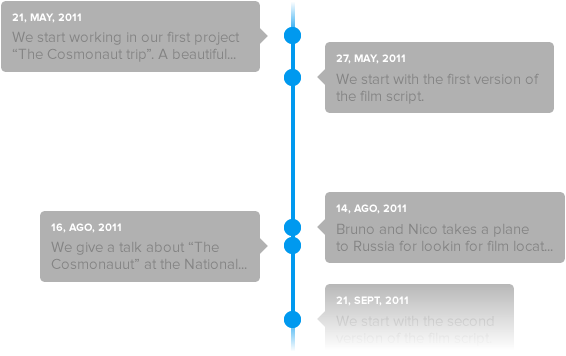 21, MAY, 2011
We start working in our first project
“The Cosmonaut trip”. A beautiful...
27, MAY, 2011
We start with the first version of
the film script.
14, AGO, 2011
Bruno and Nico takes a plane
to Russia for lookin for film locat...
16, AGO, 2011
We give a talk about “The
Cosmonauut” at the National...
21, SEPT, 2011
We start with the second
version of the film script